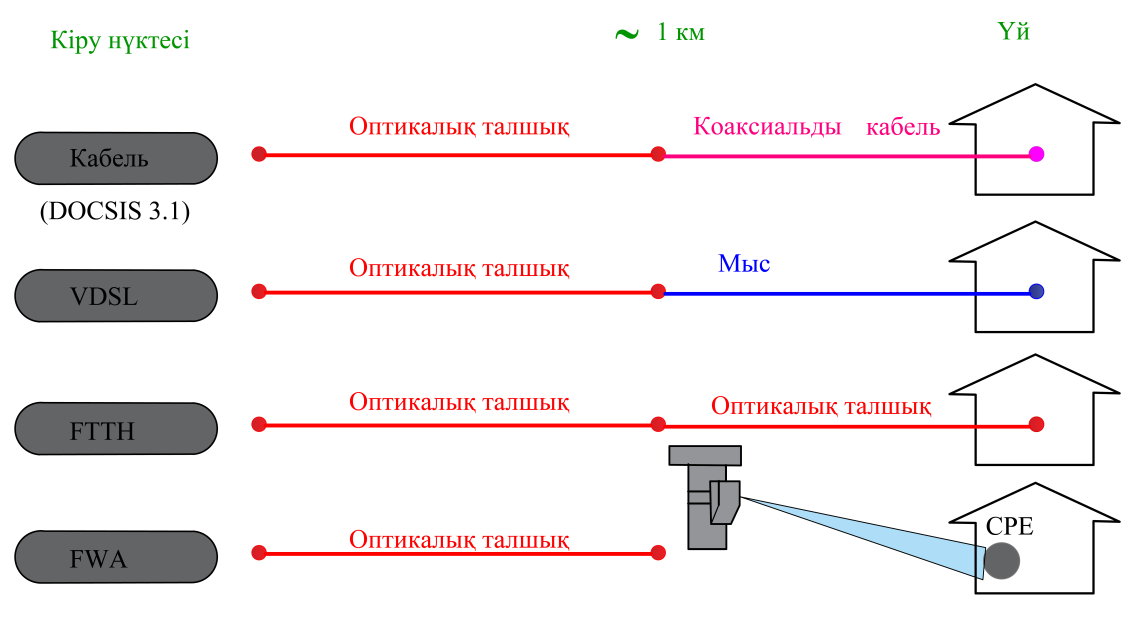 Кіру нүктесі
~ 1 км
Үй
Оптикалық талшық
Коаксиальды кабель
Кабель
(DOCSIS 3.1)
Оптикалық талшық
Мыс
VDSL
Оптикалық талшық
Оптикалық талшық
FTTH
CPE
Оптикалық талшық
FWA